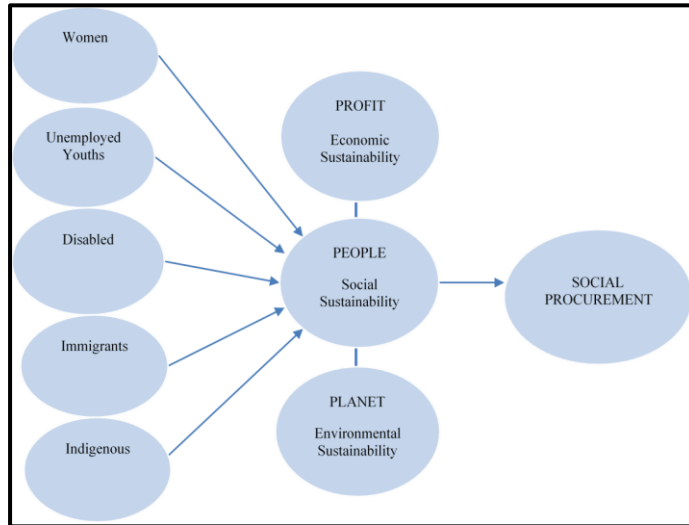 Women
Unemployed
Youths
Disabled
Immigrants
Indigenous
PROFIT
Economic
Sustainability
PEOPLE
Social
Sustainability
PLANET
Environmental
Sustainability
SOCIAL
PROCUREMENT